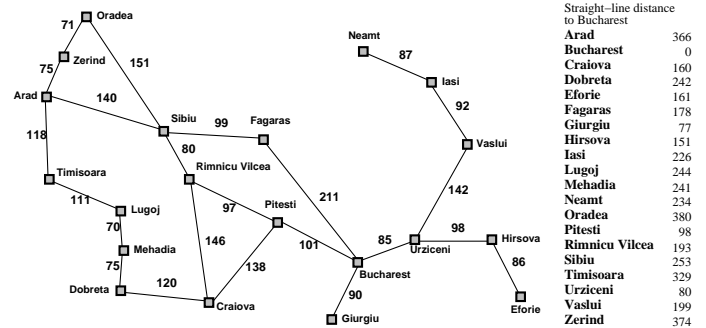 Oradea
71
Neamt
87
Zerind
151
75
Iasi
Arad
140
92
Sibiu
99
Fagaras
118
Vaslui
80
Rimnicu Vilcea
Timisoara
142
111
211
Lugoj
97
Pitesti
70
98
Hirsova
Mehadia
146
101
85
Urziceni
75
138
86
120
Bucharest
Dobreta
90
Craiova
Eforie
Giurgiu
Straight–line distance
to Bucharest
Arad 366
Bucharest 0
Craiova 160
Dobreta 242
Eforie 161
Fagaras 178
Giurgiu 77
Hirsova 151
Iasi 226
Lugoj 244
Mehadia 241
Neamt 234
Oradea 380
Pitesti 98
Rimnicu Vilcea 193
Sibiu 253
Timisoara 329
Urziceni 80
Vaslui 199
Zerind 374